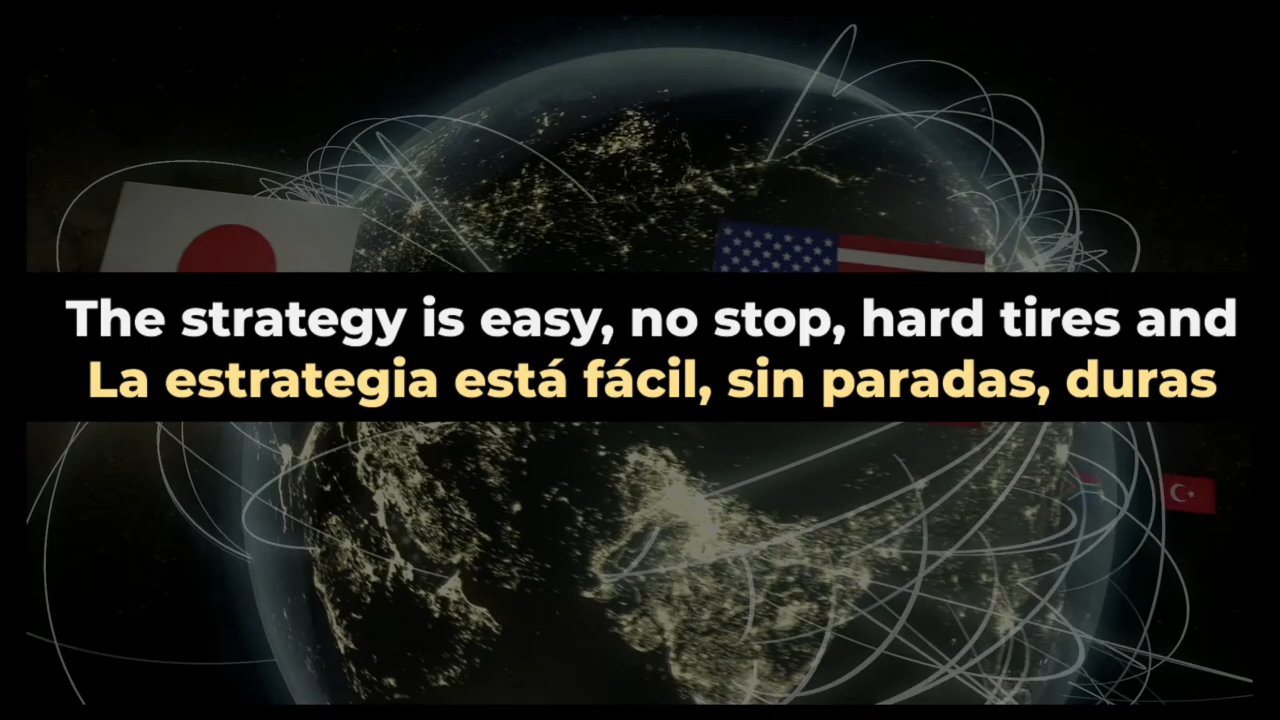 The strategy is easy, no stop, hard tires and
La estrategia está fácil, sin paradas, duras